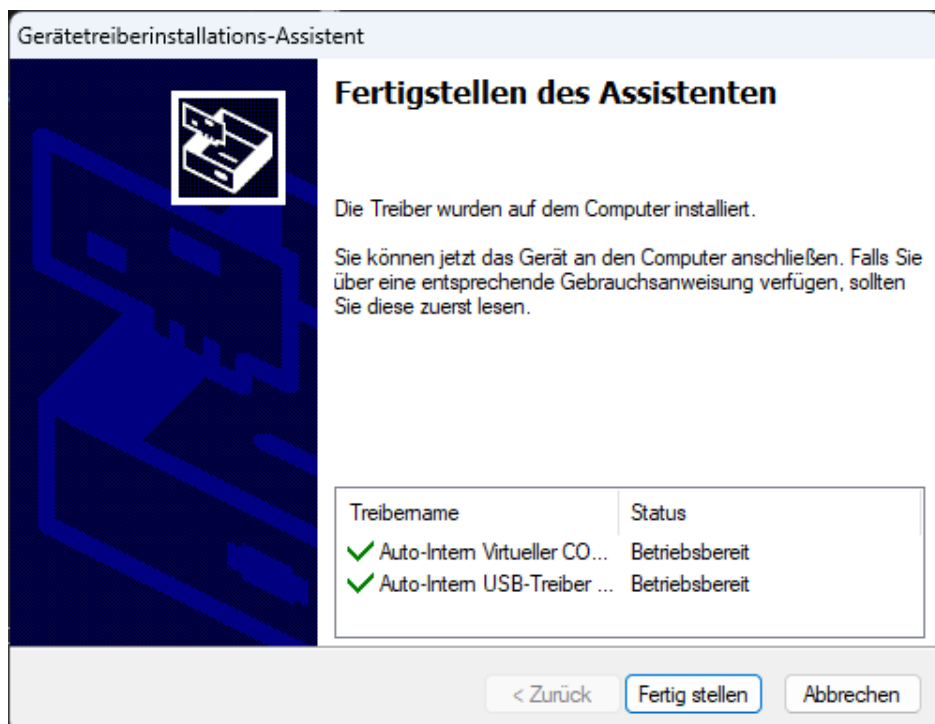 Gerätetreiberinstallations-Assistent
Fertigstellen des Assistenten
Die Treiber wurden auf dem Computer installiert.
Sie können jetzt das Gerät an den Computer anschließen. Falls Sie
über eine entsprechende Gebrauchsanweisung verfügen, sollten
Sie diese zuerst lesen.
Treibername Status
Auto-Intern Virtueller CO... Betriebsbereit
Auto-Intern USB-Treiber ... Betriebsbereit
< Zurück Fertig stellen Abbrechen